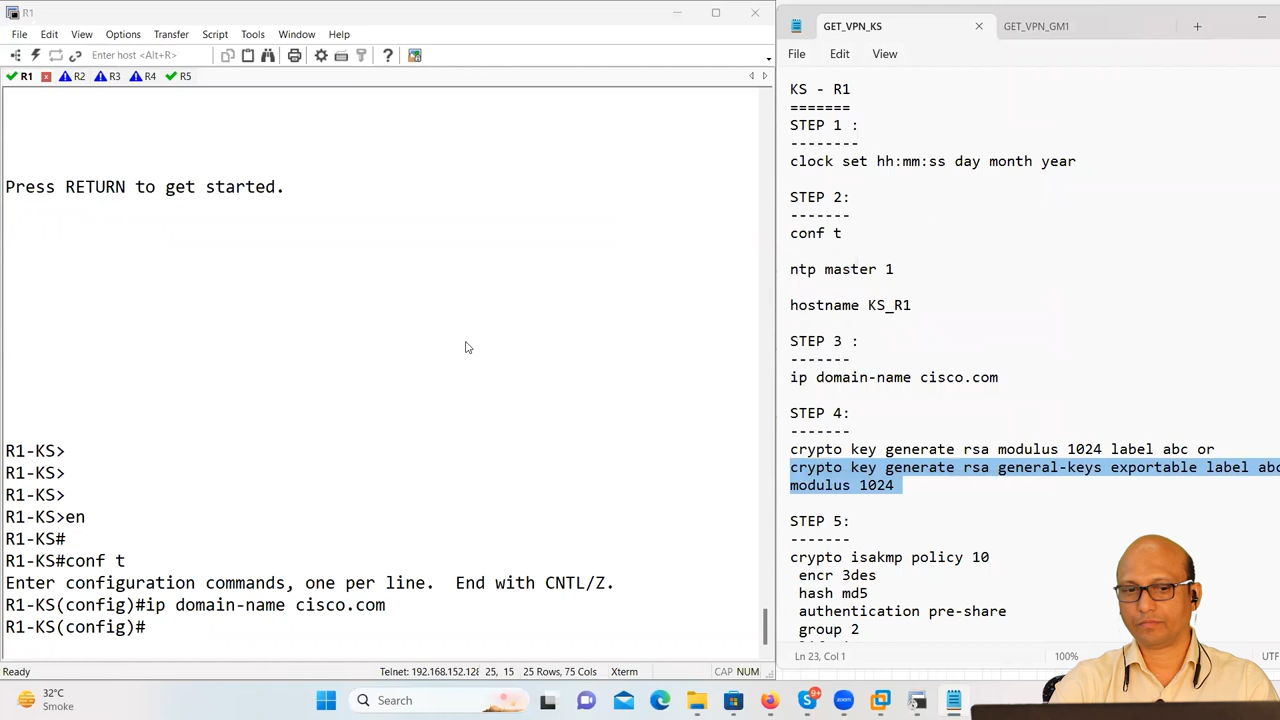 R1
File Edit View Options Transfer Script Tools Window Help
Enter host <Alt+R>
R1 R2 R3 R4 R5
Press RETURN to get started.
R1-KS>
R1-KS>
R1-KS>
R1-KS>en
R1-KS#
R1-KS#conf t
Enter configuration commands, one per line.  End with CNTL/Z.
R1-KS(config)#ip domain-name cisco.com
R1-KS(config)#
Ready
Telnet: 192.168.152.128 25, 15 25 Rows, 75 Cols Xterm CAP NUM
GET_VPN_KS GET_VPN_GM1
File Edit View
KS - R1
=======
STEP 1 :
--------
clock set hh:mm:ss day month year
STEP 2:
-------
conf t
ntp master 1
hostname KS_R1
STEP 3 :
-------
ip domain-name cisco.com
STEP 4:
-------
crypto key generate rsa modulus 1024 label abc or
crypto key generate rsa general-keys exportable label abc
modulus 1024
STEP 5:
-------
crypto isakmp policy 10
encr 3des
hash md5
authentication pre-share
group 2
Ln 23, Col 1 100% UTF
32°C
Smoke
Search
9+
zoom